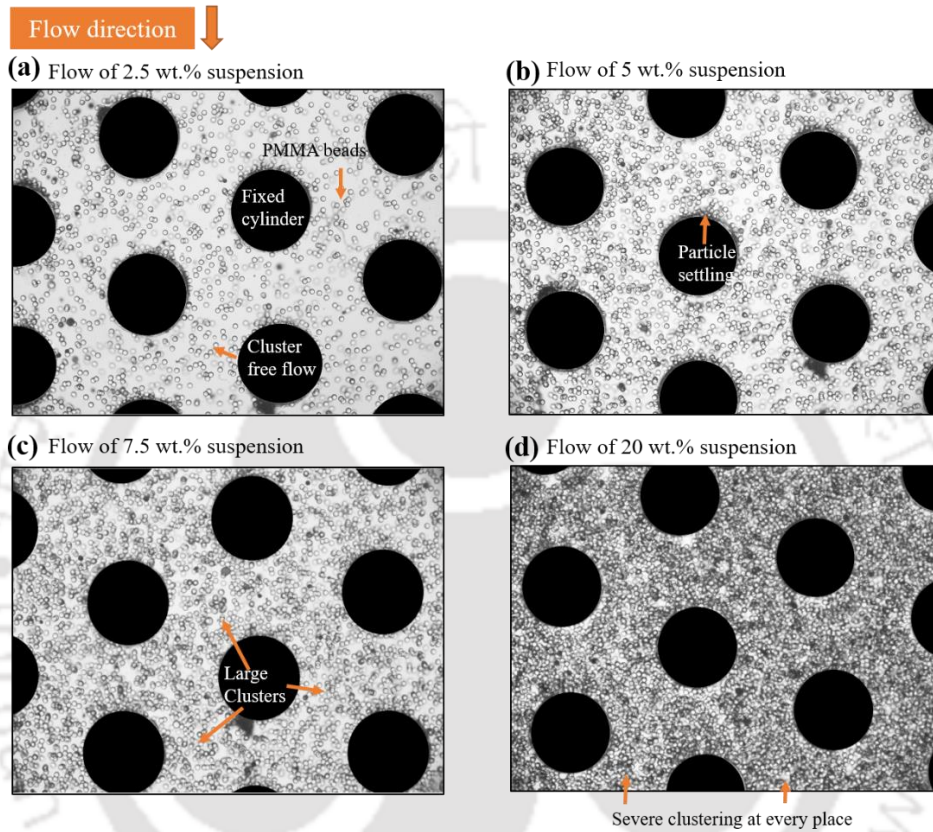 Flow direction
(a) Flow of 2.5 wt.% suspension
PMMA beads
Fixed
cylinder
Cluster
free flow
(b) Flow of 5 wt.% suspension
Particle
settling
(c) Flow of 7.5 wt.% suspension
Large
Clusters
(d) Flow of 20 wt.% suspension
Severe clustering at every place